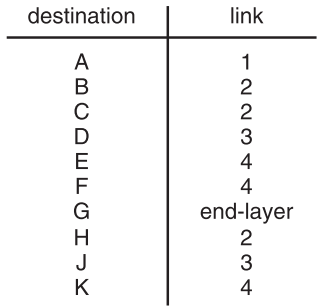 destination link
A 1
B 2
C 2
D 3
E 4
F 4
G end-layer
H 2
J 3
K 4